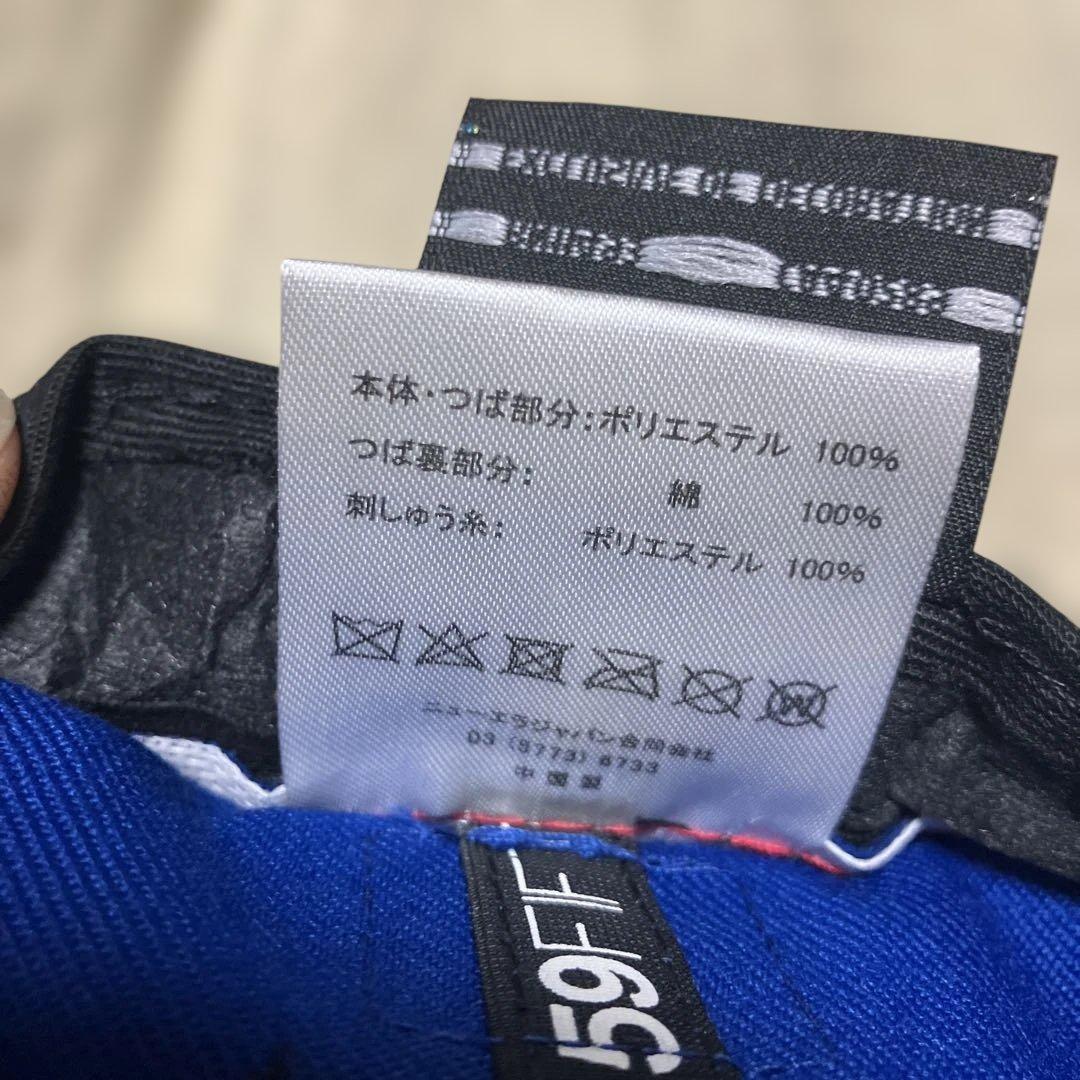 本体・つば部分:ポリエステル 100%
つば裏部分: 綿 100%
刺しゅう糸: ポリエステル 100%
W
ニューエラジャパン合同会社
03 (5773) 8733
中国製
59FIF